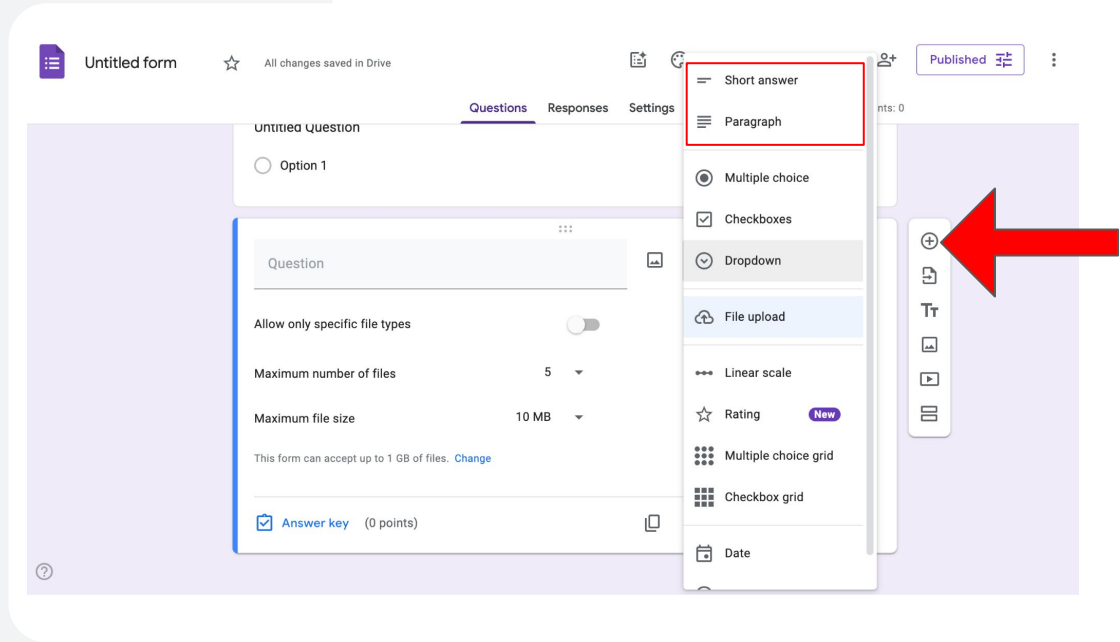 Untitled form
All changes saved in Drive
Published
Questions Responses Settings
nts: 0
Untitled Question
Option 1
Question
Allow only specific file types
Maximum number of files 5
Maximum file size 10 MB
This form can accept up to 1 GB of files. Change
Answer key (0 points)
Short answer
Paragraph
Multiple choice
Checkboxes
Dropdown
File upload
Linear scale
Rating New
Multiple choice grid
Checkbox grid
Date
Tт
?